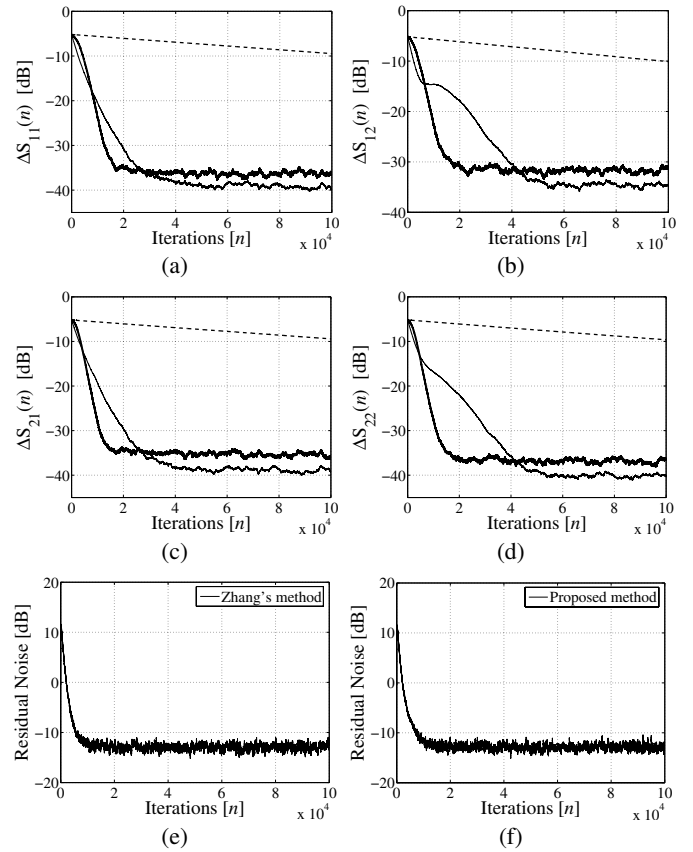 0
−10
−20
−30
−40
0 2 4 6 8 10
ΔS11(n) [dB]
Iterations [n]
x 10^4
(a)
0
−10
−20
−30
−40
0 2 4 6 8 10
ΔS12(n) [dB]
Iterations [n]
x 10^4
(b)
0
−10
−20
−30
−40
0 2 4 6 8 10
ΔS21(n) [dB]
Iterations [n]
x 10^4
(c)
0
−10
−20
−30
−40
0 2 4 6 8 10
ΔS22(n) [dB]
Iterations [n]
x 10^4
(d)
20
10
0
−10
−20
0 2 4 6 8 10
Residual Noise [dB]
Zhang's method
Iterations [n]
x 10^4
(e)
20
10
0
−10
−20
0 2 4 6 8 10
Residual Noise [dB]
Proposed method
Iterations [n]
x 10^4
(f)